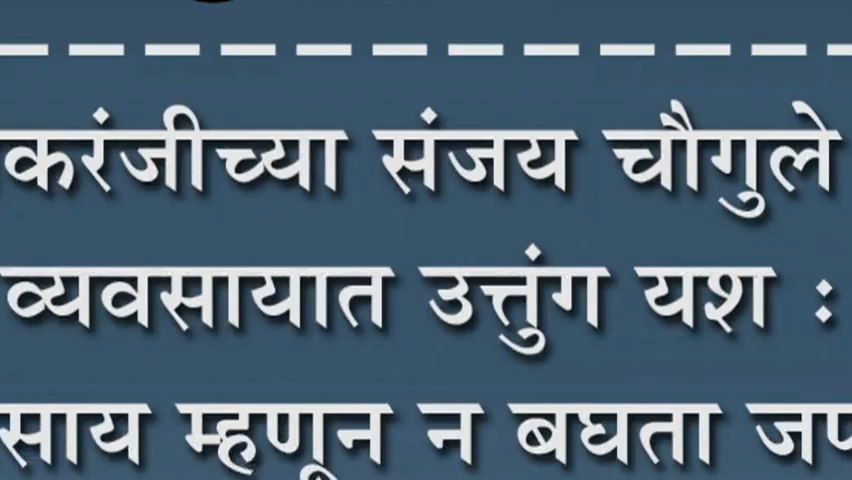 करंजीच्या संजय चौगुले
व्यवसायात उत्तुंग यश :
साय म्हणून न बघता